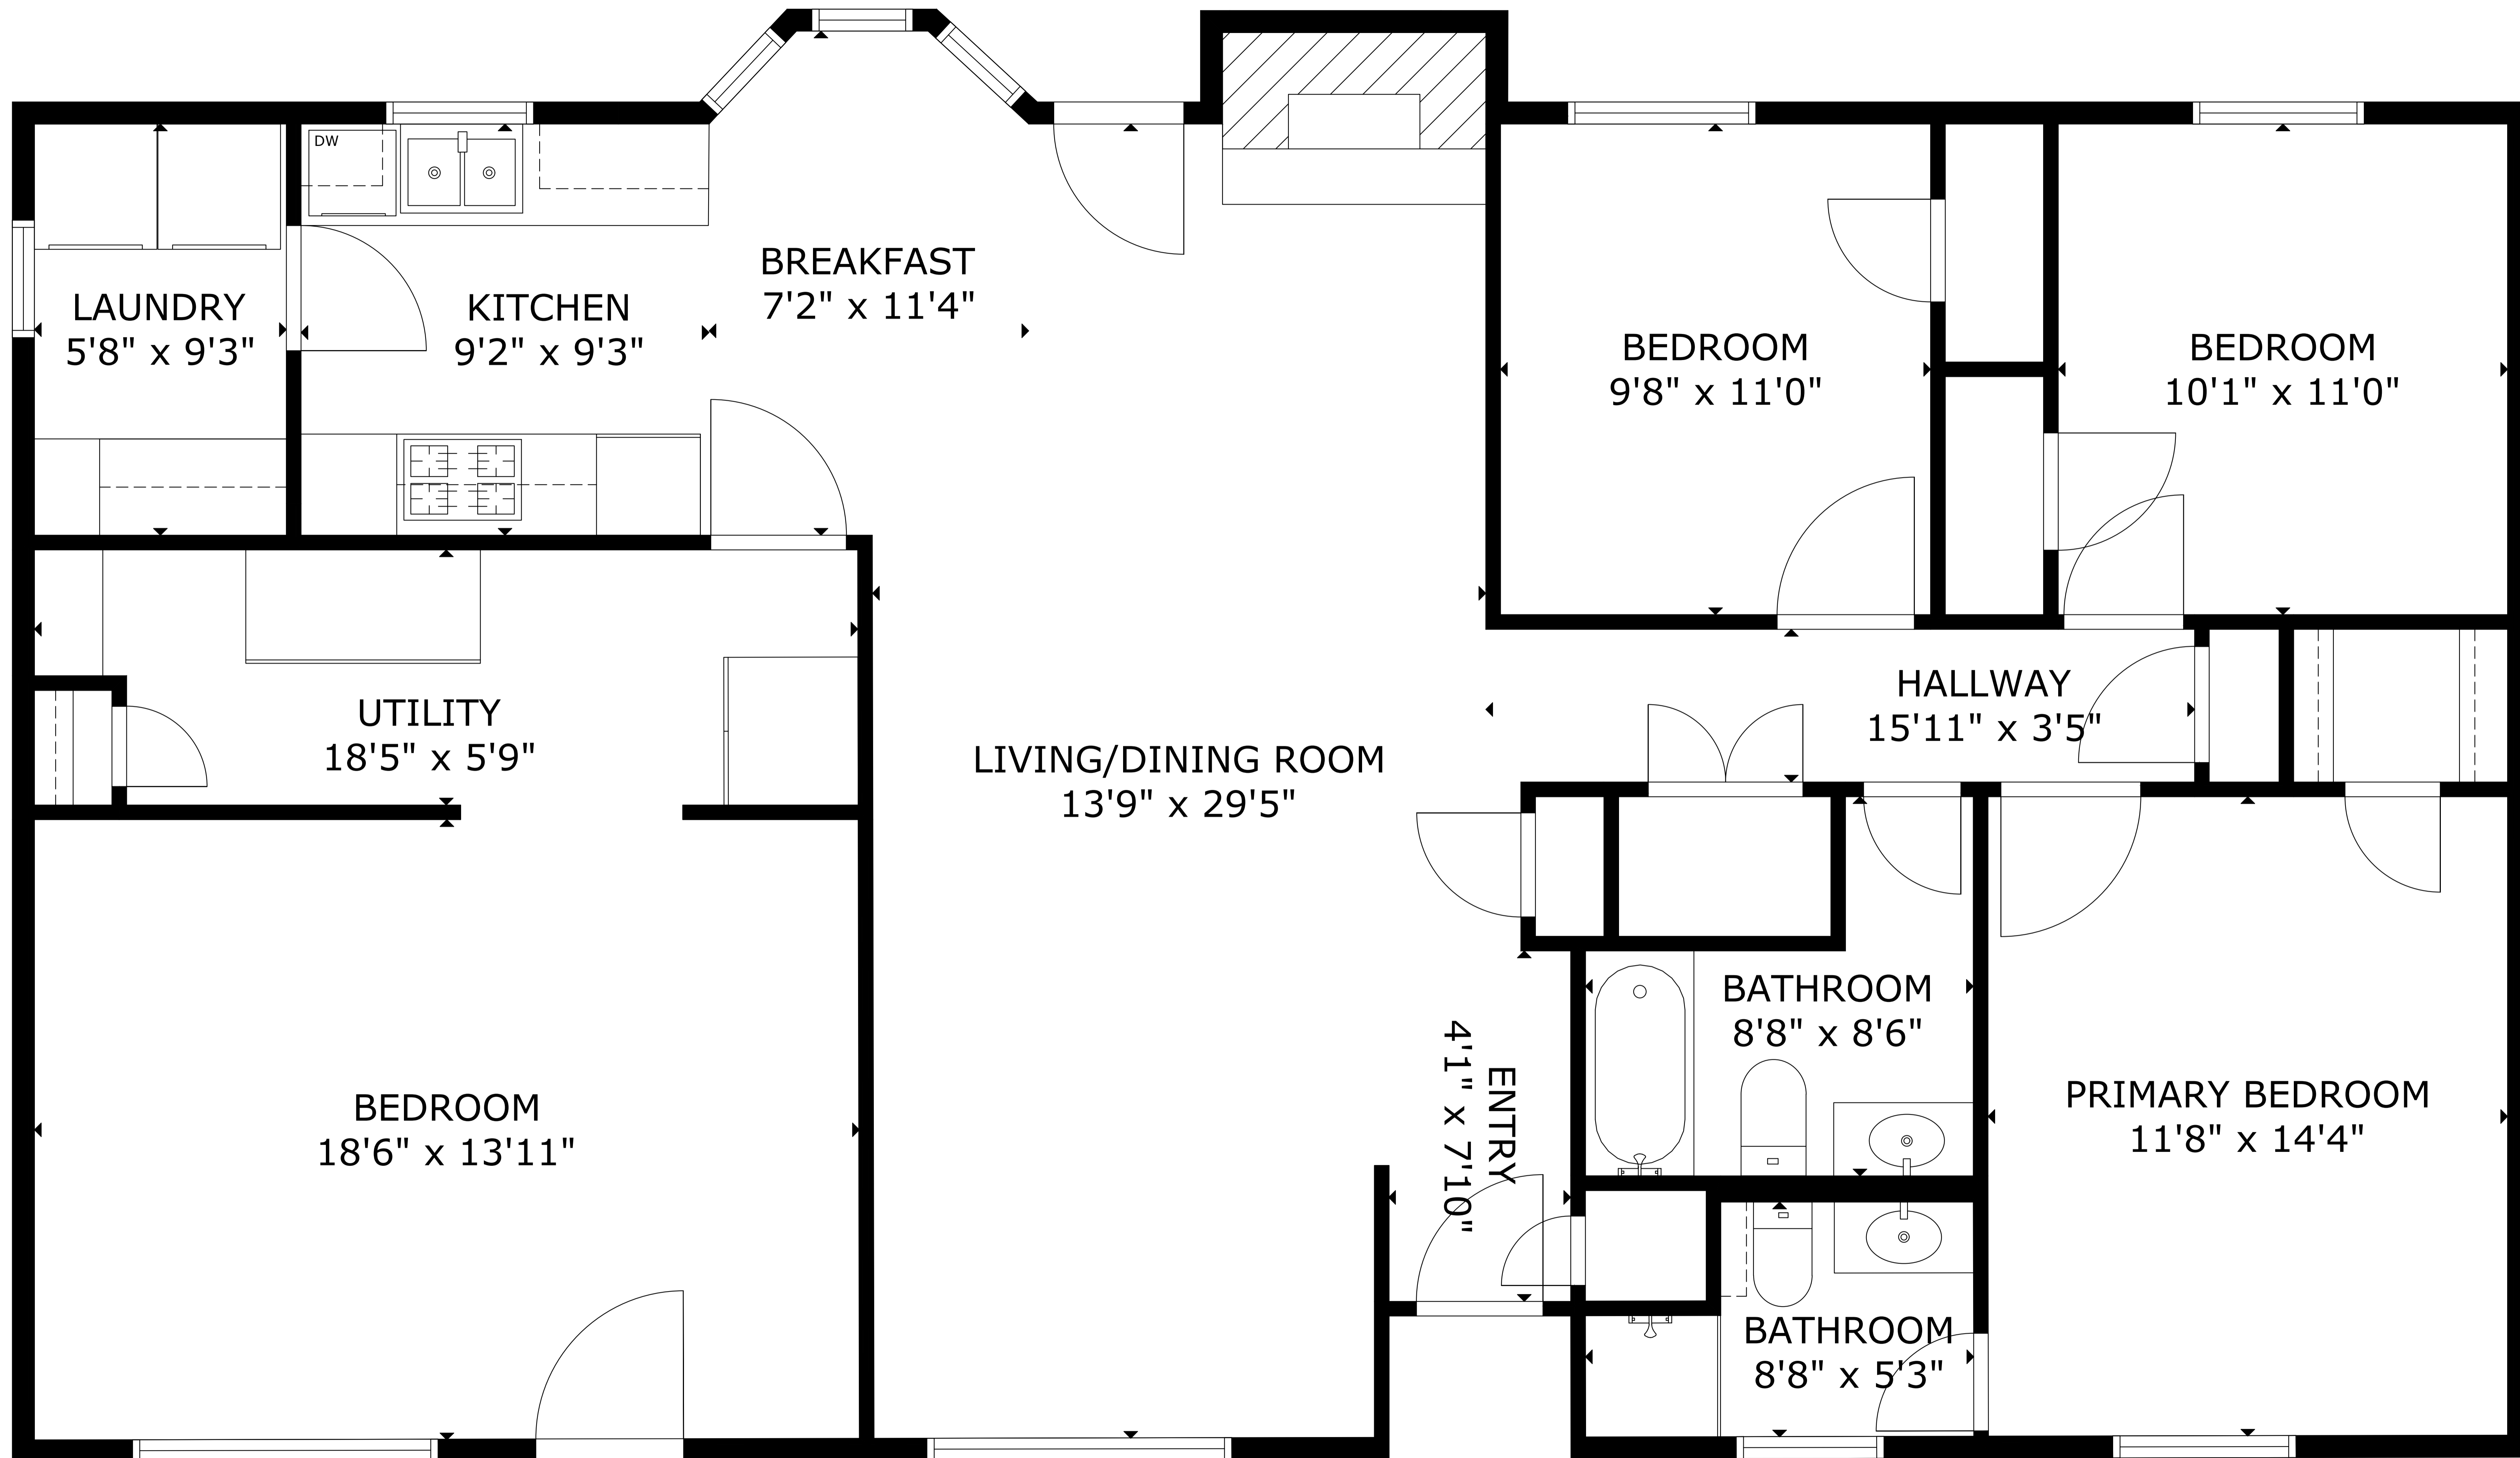 DW
BREAKFAST
7'2" x 11'4"
LAUNDRY
5'8" x 9'3"
KITCHEN
9'2" x 9'3"
BEDROOM
9'8" x 11'0"
BEDROOM
10'1" x 11'0"
HALLWAY
15'11" x 3'5"
UTILITY
18'5" x 5'9"
LIVING/DINING ROOM
13'9" x 29'5"
BATHROOM
8'8" x 8'6"
ENTRY
4'1" x 7'10"
BEDROOM
18'6" x 13'11"
PRIMARY BEDROOM
11'8" x 14'4"
BATHROOM
8'8" x 5'3"